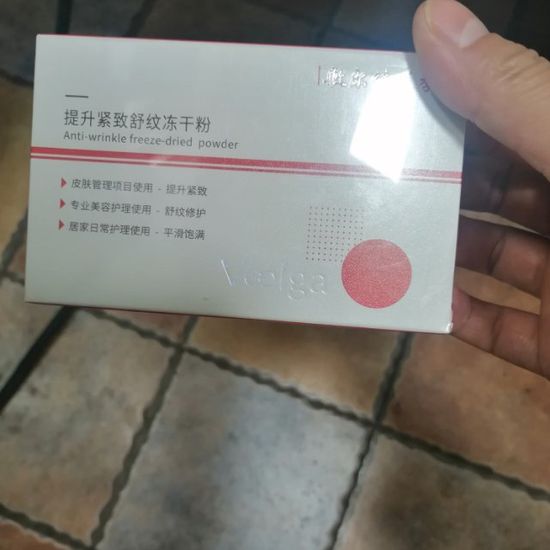 提升紧致舒纹冻干粉
Anti-wrinkle freeze-dried powder
皮肤管理项目使用 - 提升紧致
专业美容护理使用 - 舒纹修护
居家日常护理使用 - 平滑饱满